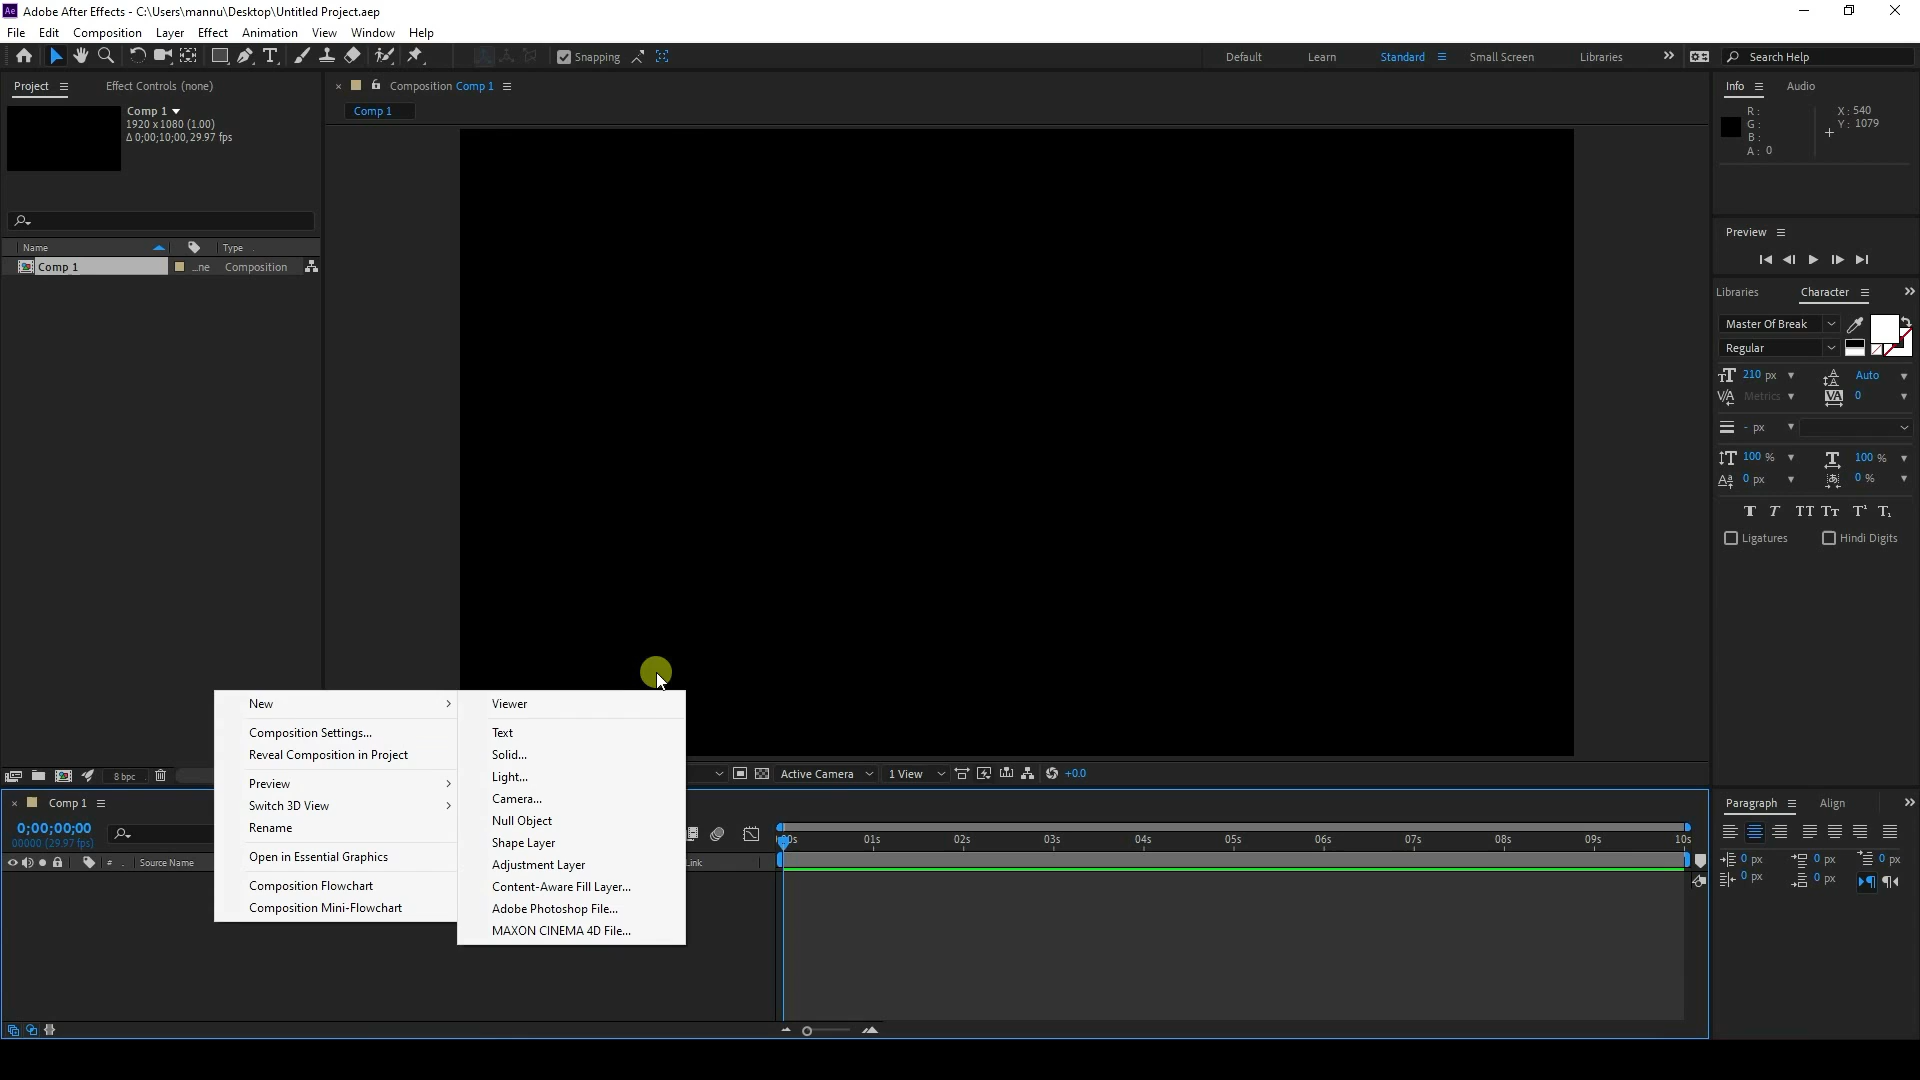 Adobe After Effects - C:\Users\mannu\Desktop\Untitled Project.aep
File Edit Composition Layer Effect Animation View Window Help
Snapping Default Learn Standard Small Screen Libraries Search Help
Project Effect Controls (none)
Comp 1
1920 x 1080 (1.00)
Δ 0;00;10;00, 29.97 fps
Name Type
Comp 1 ...ne Composition
8 bpc
Composition Comp 1
Comp 1
Info Audio
R :
G :
B :
A : 0
X : 540
Y : 1079
Preview
Libraries Character
Master Of Break
Regular
210 px Auto
Metrics 0
- px
100 % 100 %
0 px 0 %
Ligatures Hindi Digits
New
Composition Settings...
Reveal Composition in Project
Preview
Switch 3D View
Rename
Open in Essential Graphics
Composition Flowchart
Composition Mini-Flowchart
Viewer
Text
Solid...
Light...
Camera...
Null Object
Shape Layer
Adjustment Layer
Content-Aware Fill Layer...
Adobe Photoshop File...
MAXON CINEMA 4D File...
Active Camera 1 View +0.0
Comp 1
0;00;00;00
00000 (29.97 fps)
# Source Name
00s 01s 02s 03s 04s 05s 06s 07s 08s 09s 10s
Paragraph Align
0 px 0 px 0 px
0 px 0 px